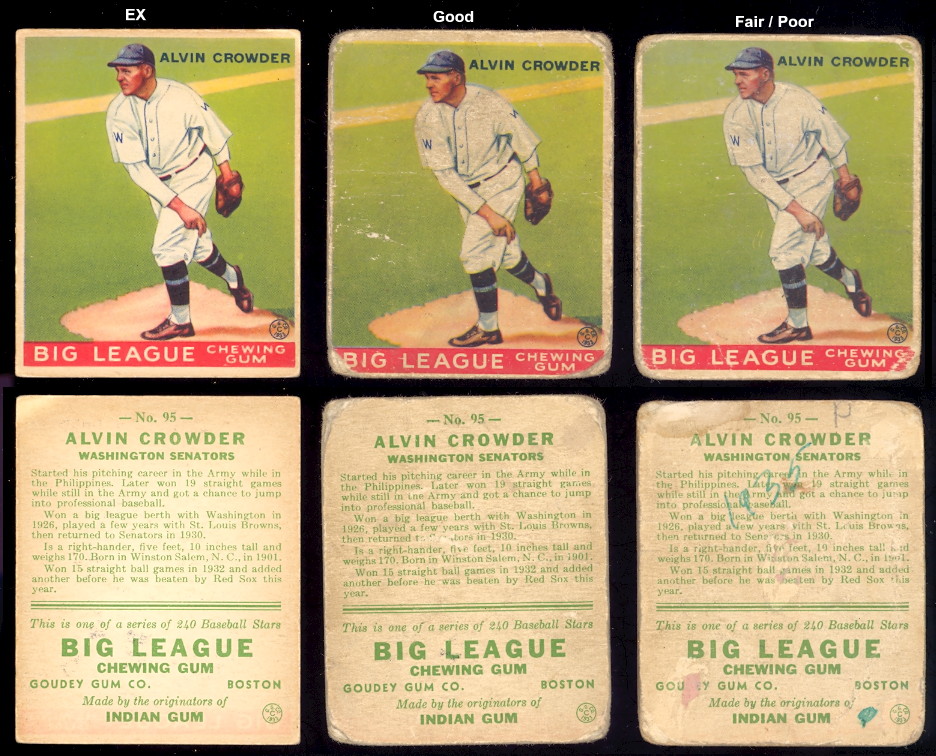 EX
Good
Fair / Poor
ALVIN CROWDER
ALVIN CROWDER
ALVIN CROWDER
W
W
W
BIG LEAGUE CHEWING GUM
BIG LEAGUE CHEWING GUM
BIG LEAGUE CHEWING GUM
— No. 95 —
ALVIN CROWDER
WASHINGTON SENATORS
Started his pitching career in the Army while in
the Philippines. Later won 19 straight games
while still in the Army and got a chance to jump
into professional baseball.
Won a big league berth with Washington in
1926, played a few years with St. Louis Browns,
then returned to Senators in 1930.
Is a right-hander, five feet, 10 inches tall and
weighs 170. Born in Winston Salem, N. C., in 1901.
Won 15 straight ball games in 1932 and added
another before he was beaten by Red Sox this
year.
This is one of a series of 240 Baseball Stars
BIG LEAGUE
CHEWING GUM
GOUDEY GUM CO. BOSTON
Made by the originators of
INDIAN GUM
— No. 95 —
ALVIN CROWDER
WASHINGTON SENATORS
Started his pitching career in the Army while in
the Philippines. Later won 19 straight games
while still in the Army and got a chance to jump
into professional baseball.
Won a big league berth with Washington in
1926, played a few years with St. Louis Browns,
then returned to Senators in 1930.
Is a right-hander, five feet, 10 inches tall and
weighs 170. Born in Winston Salem, N. C., in 1901.
Won 15 straight ball games in 1932 and added
another before he was beaten by Red Sox this
year.
This is one of a series of 240 Baseball Stars
BIG LEAGUE
CHEWING GUM
GOUDEY GUM CO. BOSTON
Made by the originators of
INDIAN GUM
— No. 95 — P
ALVIN CROWDER
WASHINGTON SENATORS
1935
Started his pitching career in the Army while in
the Philippines. Later won 19 straight games
while still in the Army and got a chance to jump
into professional baseball.
Won a big league berth with Washington in
1926, played a few years with St. Louis Browns,
then returned to Senators in 1930.
Is a right-hander, five feet, 10 inches tall and
weighs 170. Born in Winston Salem, N. C., in 1901.
Won 15 straight ball games in 1932 and added
another before he was beaten by Red Sox this
year.
This is one of a series of 240 Baseball Stars
BIG LEAGUE
CHEWING GUM
GOUDEY GUM CO. BOSTON
Made by the originators of
INDIAN GUM